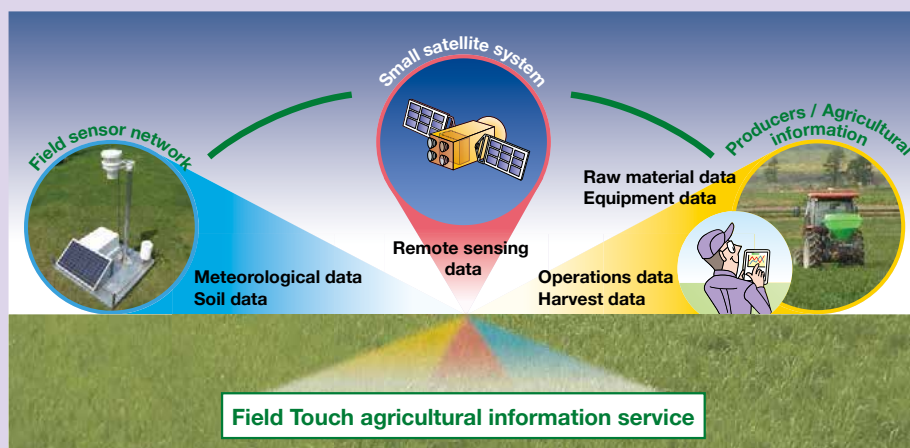 Small satellite system
Field sensor network
Producers / Agricultural
information
Raw material data
Equipment data
Remote sensing
data
Meteorological data
Soil data
Operations data
Harvest data
Field Touch agricultural information service